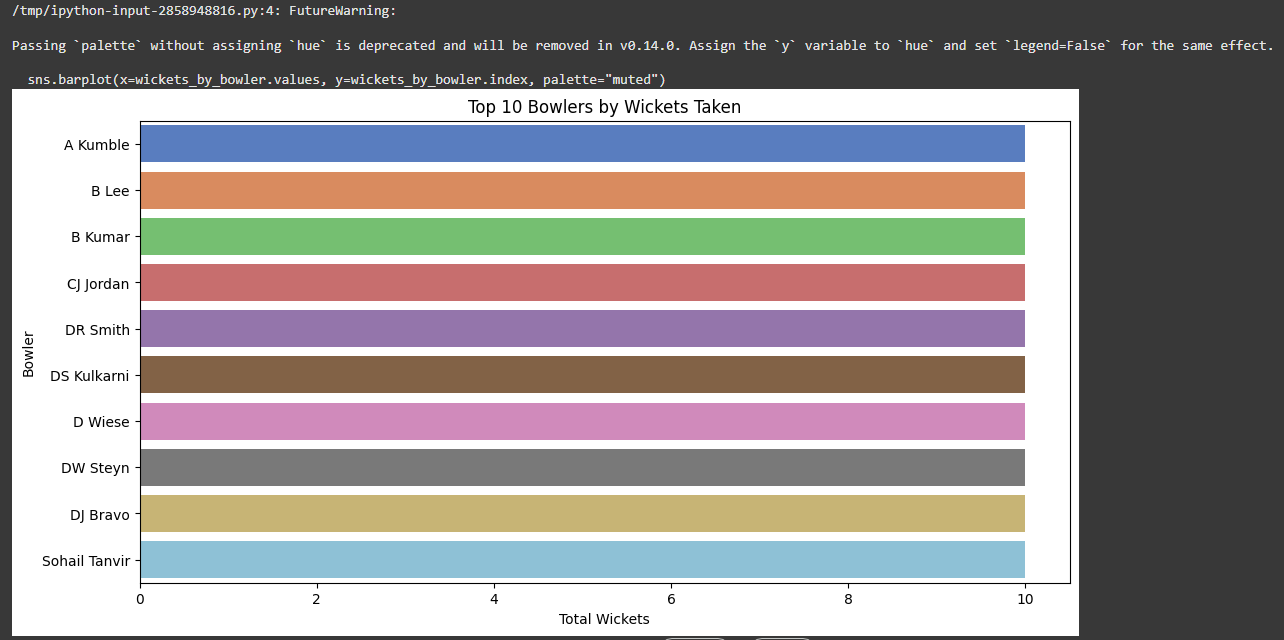 /tmp/ipython-input-2858948816.py:4: FutureWarning:
Passing `palette` without assigning `hue` is deprecated and will be removed in v0.14.0. Assign the `y` variable to `hue` and set `legend=False` for the same effect.
sns.barplot(x=wickets_by_bowler.values, y=wickets_by_bowler.index, palette="muted")
Top 10 Bowlers by Wickets Taken
A Kumble
B Lee
B Kumar
CJ Jordan
DR Smith
Bowler
DS Kulkarni
D Wiese
DW Steyn
DJ Bravo
Sohail Tanvir
0 2 4 6 8 10
Total Wickets